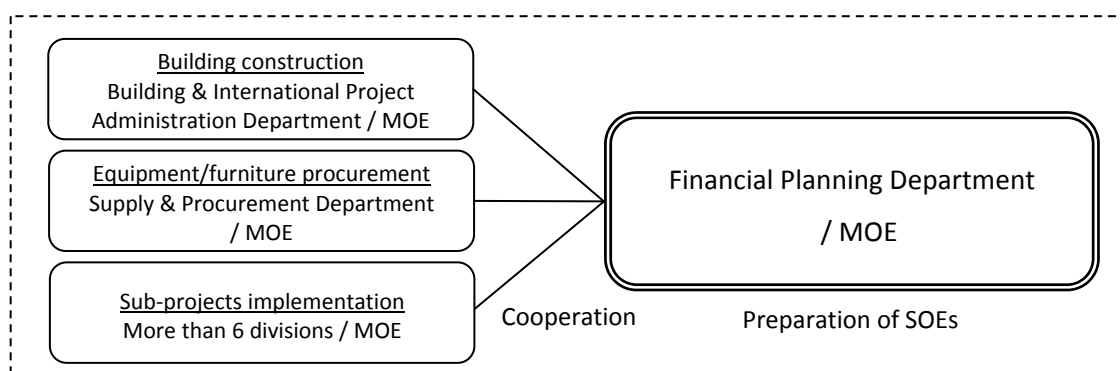 Building construction
Building & International Project
Administration Department / MOE
Equipment/furniture procurement
Supply & Procurement Department
/ MOE
Sub-projects implementation
More than 6 divisions / MOE
Cooperation
Financial Planning Department
/ MOE
Preparation of SOEs